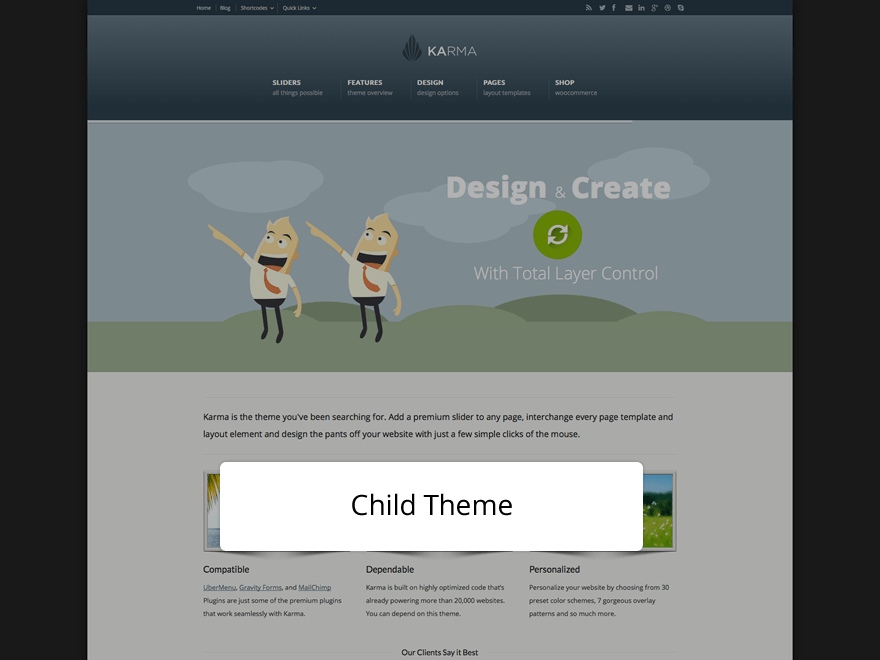 Home Blog Shortcodes Quick Links
KARMA
SLIDERS FEATURES DESIGN PAGES SHOP
all things possible theme overview design options layout templates woocommerce
Design & Create
With Total Layer Control
Karma is the theme you've been searching for. Add a premium slider to any page, interchange every page template and
layout element and design the pants off your website with just a few simple clicks of the mouse.
Child Theme
Compatible
UberMenu, Gravity Forms, and MailChimp
Plugins are just some of the premium plugins
that work seamlessly with Karma.
Dependable
Karma is built on highly optimized code that's
already powering more than 20,000 websites.
You can depend on this theme.
Personalized
Personalize your website by choosing from 30
preset color schemes, 7 gorgeous overlay
patterns and so much more.
Our Clients Say it Best